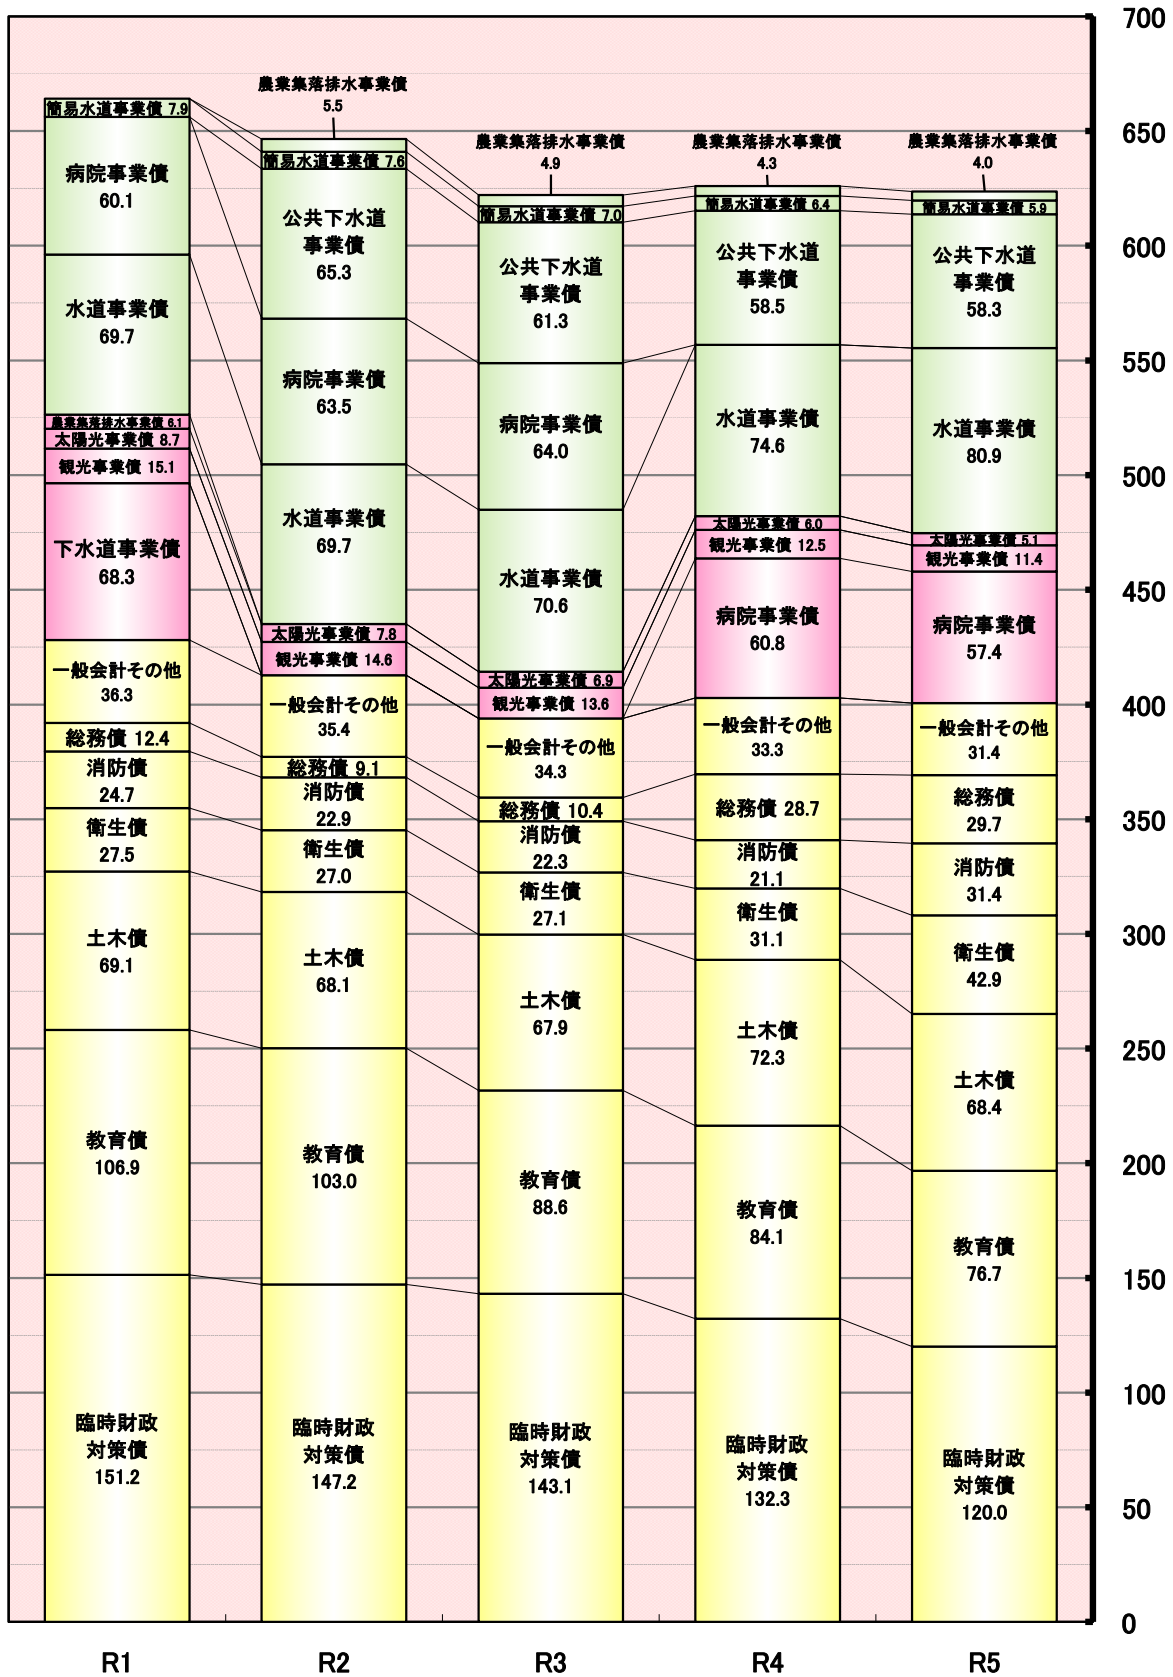 700
650
600
550
500
450
400
350
300
250
200
150
100
50
0
簡易水道事業債 7.9
病院事業債
60.1
水道事業債
69.7
農業集落排水事業債 6.1
太陽光事業債 8.7
観光事業債 15.1
下水道事業債
68.3
一般会計その他
36.3
総務債 12.4
消防債
24.7
衛生債
27.5
土木債
69.1
教育債
106.9
臨時財政
対策債
151.2
R1
農業集落排水事業債
5.5
簡易水道事業債 7.6
公共下水道
事業債
65.3
病院事業債
63.5
水道事業債
69.7
太陽光事業債 7.8
観光事業債 14.6
一般会計その他
35.4
総務債 9.1
消防債
22.9
衛生債
27.0
土木債
68.1
教育債
103.0
臨時財政
対策債
147.2
R2
農業集落排水事業債
4.9
簡易水道事業債 7.0
公共下水道
事業債
61.3
病院事業債
64.0
水道事業債
70.6
太陽光事業債 6.9
観光事業債 13.6
一般会計その他
34.3
総務債 10.4
消防債
22.3
衛生債
27.1
土木債
67.9
教育債
88.6
臨時財政
対策債
143.1
R3
農業集落排水事業債
4.3
簡易水道事業債 6.4
公共下水道
事業債
58.5
水道事業債
74.6
太陽光事業債 6.0
観光事業債 12.5
病院事業債
60.8
一般会計その他
33.3
総務債 28.7
消防債
21.1
衛生債
31.1
土木債
72.3
教育債
84.1
臨時財政
対策債
132.3
R4
農業集落排水事業債
4.0
簡易水道事業債 5.9
公共下水道
事業債
58.3
水道事業債
80.9
太陽光事業債 5.1
観光事業債 11.4
病院事業債
57.4
一般会計その他
31.4
総務債
29.7
消防債
31.4
衛生債
42.9
土木債
68.4
教育債
76.7
臨時財政
対策債
120.0
R5